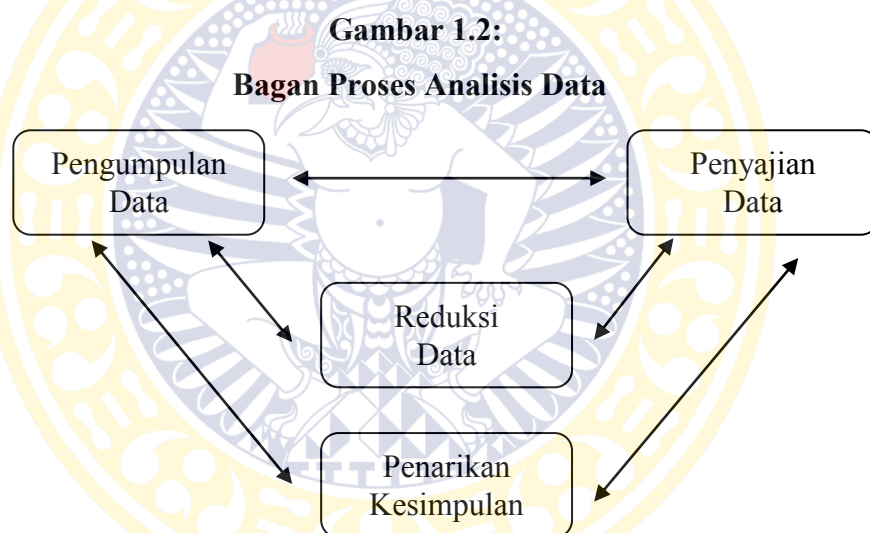 Gambar 1.2:
Bagan Proses Analisis Data
Pengumpulan
Data
Penyajian
Data
Reduksi
Data
Penarikan
Kesimpulan